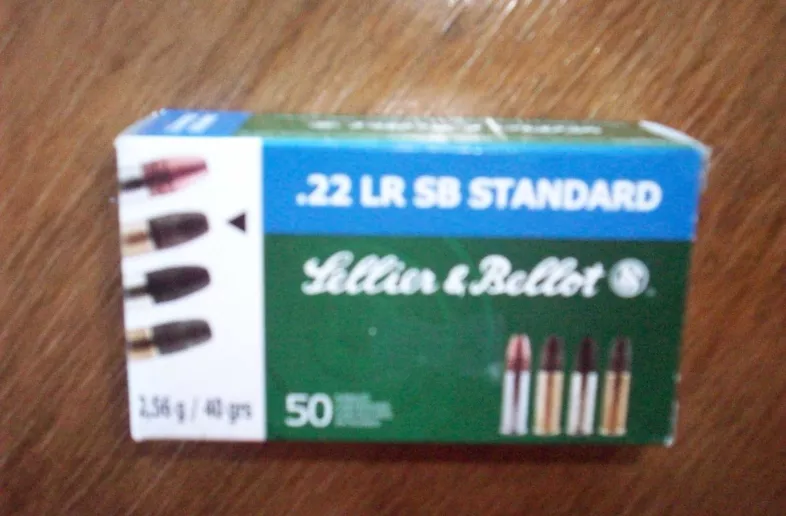 .22 LR SB STANDARD
Sellier & Bellot
2,56 g / 40 grs
50